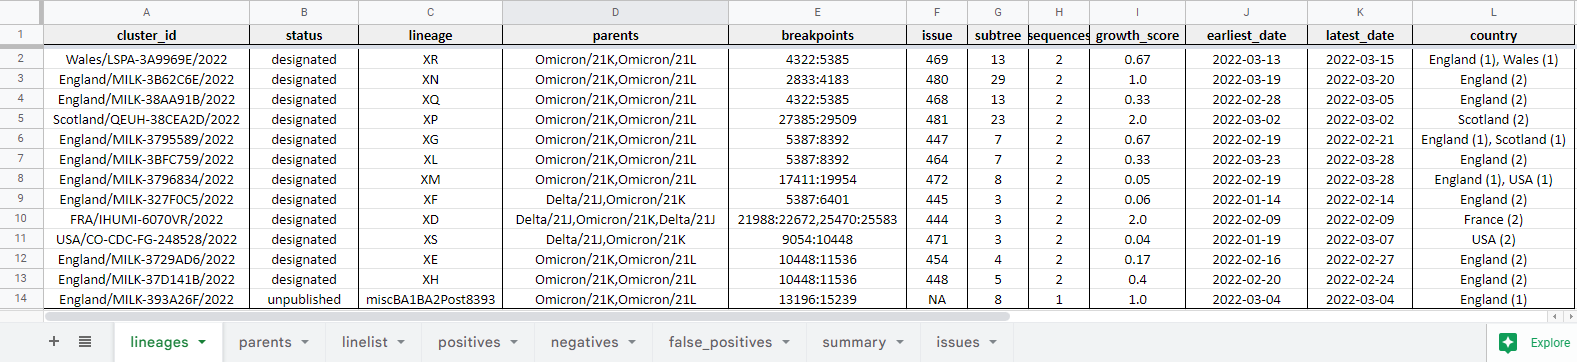 A B C D E F G H I J K L
1 cluster_id status lineage parents breakpoints issue subtree sequences growth_score earliest_date latest_date country
2 Wales/LSPA-3A9969E/2022 designated XR Omicron/21K,Omicron/21L 4322:5385 469 13 2 0.67 2022-03-13 2022-03-15 England (1), Wales (1)
3 England/MILK-3B62C6E/2022 designated XN Omicron/21K,Omicron/21L 2833:4183 480 29 2 1.0 2022-03-19 2022-03-20 England (2)
4 England/MILK-38AA91B/2022 designated XQ Omicron/21K,Omicron/21L 4322:5385 468 13 2 0.33 2022-02-28 2022-03-05 England (2)
5 Scotland/QEUH-38CEA2D/2022 designated XP Omicron/21K,Omicron/21L 27385:29509 481 23 2 2.0 2022-03-02 2022-03-02 Scotland (2)
6 England/MILK-3795589/2022 designated XG Omicron/21K,Omicron/21L 5387:8392 447 7 2 0.67 2022-02-19 2022-02-21 England (1), Scotland (1)
7 England/MILK-3BFC759/2022 designated XL Omicron/21K,Omicron/21L 5387:8392 464 7 2 0.33 2022-03-23 2022-03-28 England (2)
8 England/MILK-3796834/2022 designated XM Omicron/21K,Omicron/21L 17411:19954 472 8 2 0.05 2022-02-19 2022-03-28 England (1), USA (1)
9 England/MILK-327F0C5/2022 designated XF Delta/21J,Omicron/21K 5387:6401 445 3 2 0.06 2022-01-14 2022-02-14 England (2)
10 FRA/IHUMI-6070VR/2022 designated XD Delta/21J,Omicron/21K,Delta/21J 21988:22672,25470:25583 444 3 2 2.0 2022-02-09 2022-02-09 France (2)
11 USA/CO-CDC-FG-248528/2022 designated XS Delta/21J,Omicron/21K 9054:10448 471 3 2 0.04 2022-01-19 2022-03-07 USA (2)
12 England/MILK-3729AD6/2022 designated XE Omicron/21K,Omicron/21L 10448:11536 454 4 2 0.17 2022-02-16 2022-02-27 England (2)
13 England/MILK-37D141B/2022 designated XH Omicron/21K,Omicron/21L 10448:11536 448 5 2 0.4 2022-02-20 2022-02-24 England (2)
14 England/MILK-393A26F/2022 unpublished miscBA1BA2Post8393 Omicron/21K,Omicron/21L 13196:15239 NA 8 1 1.0 2022-03-04 2022-03-04 England (1)
lineages parents linelist positives negatives false_positives summary issues Explore